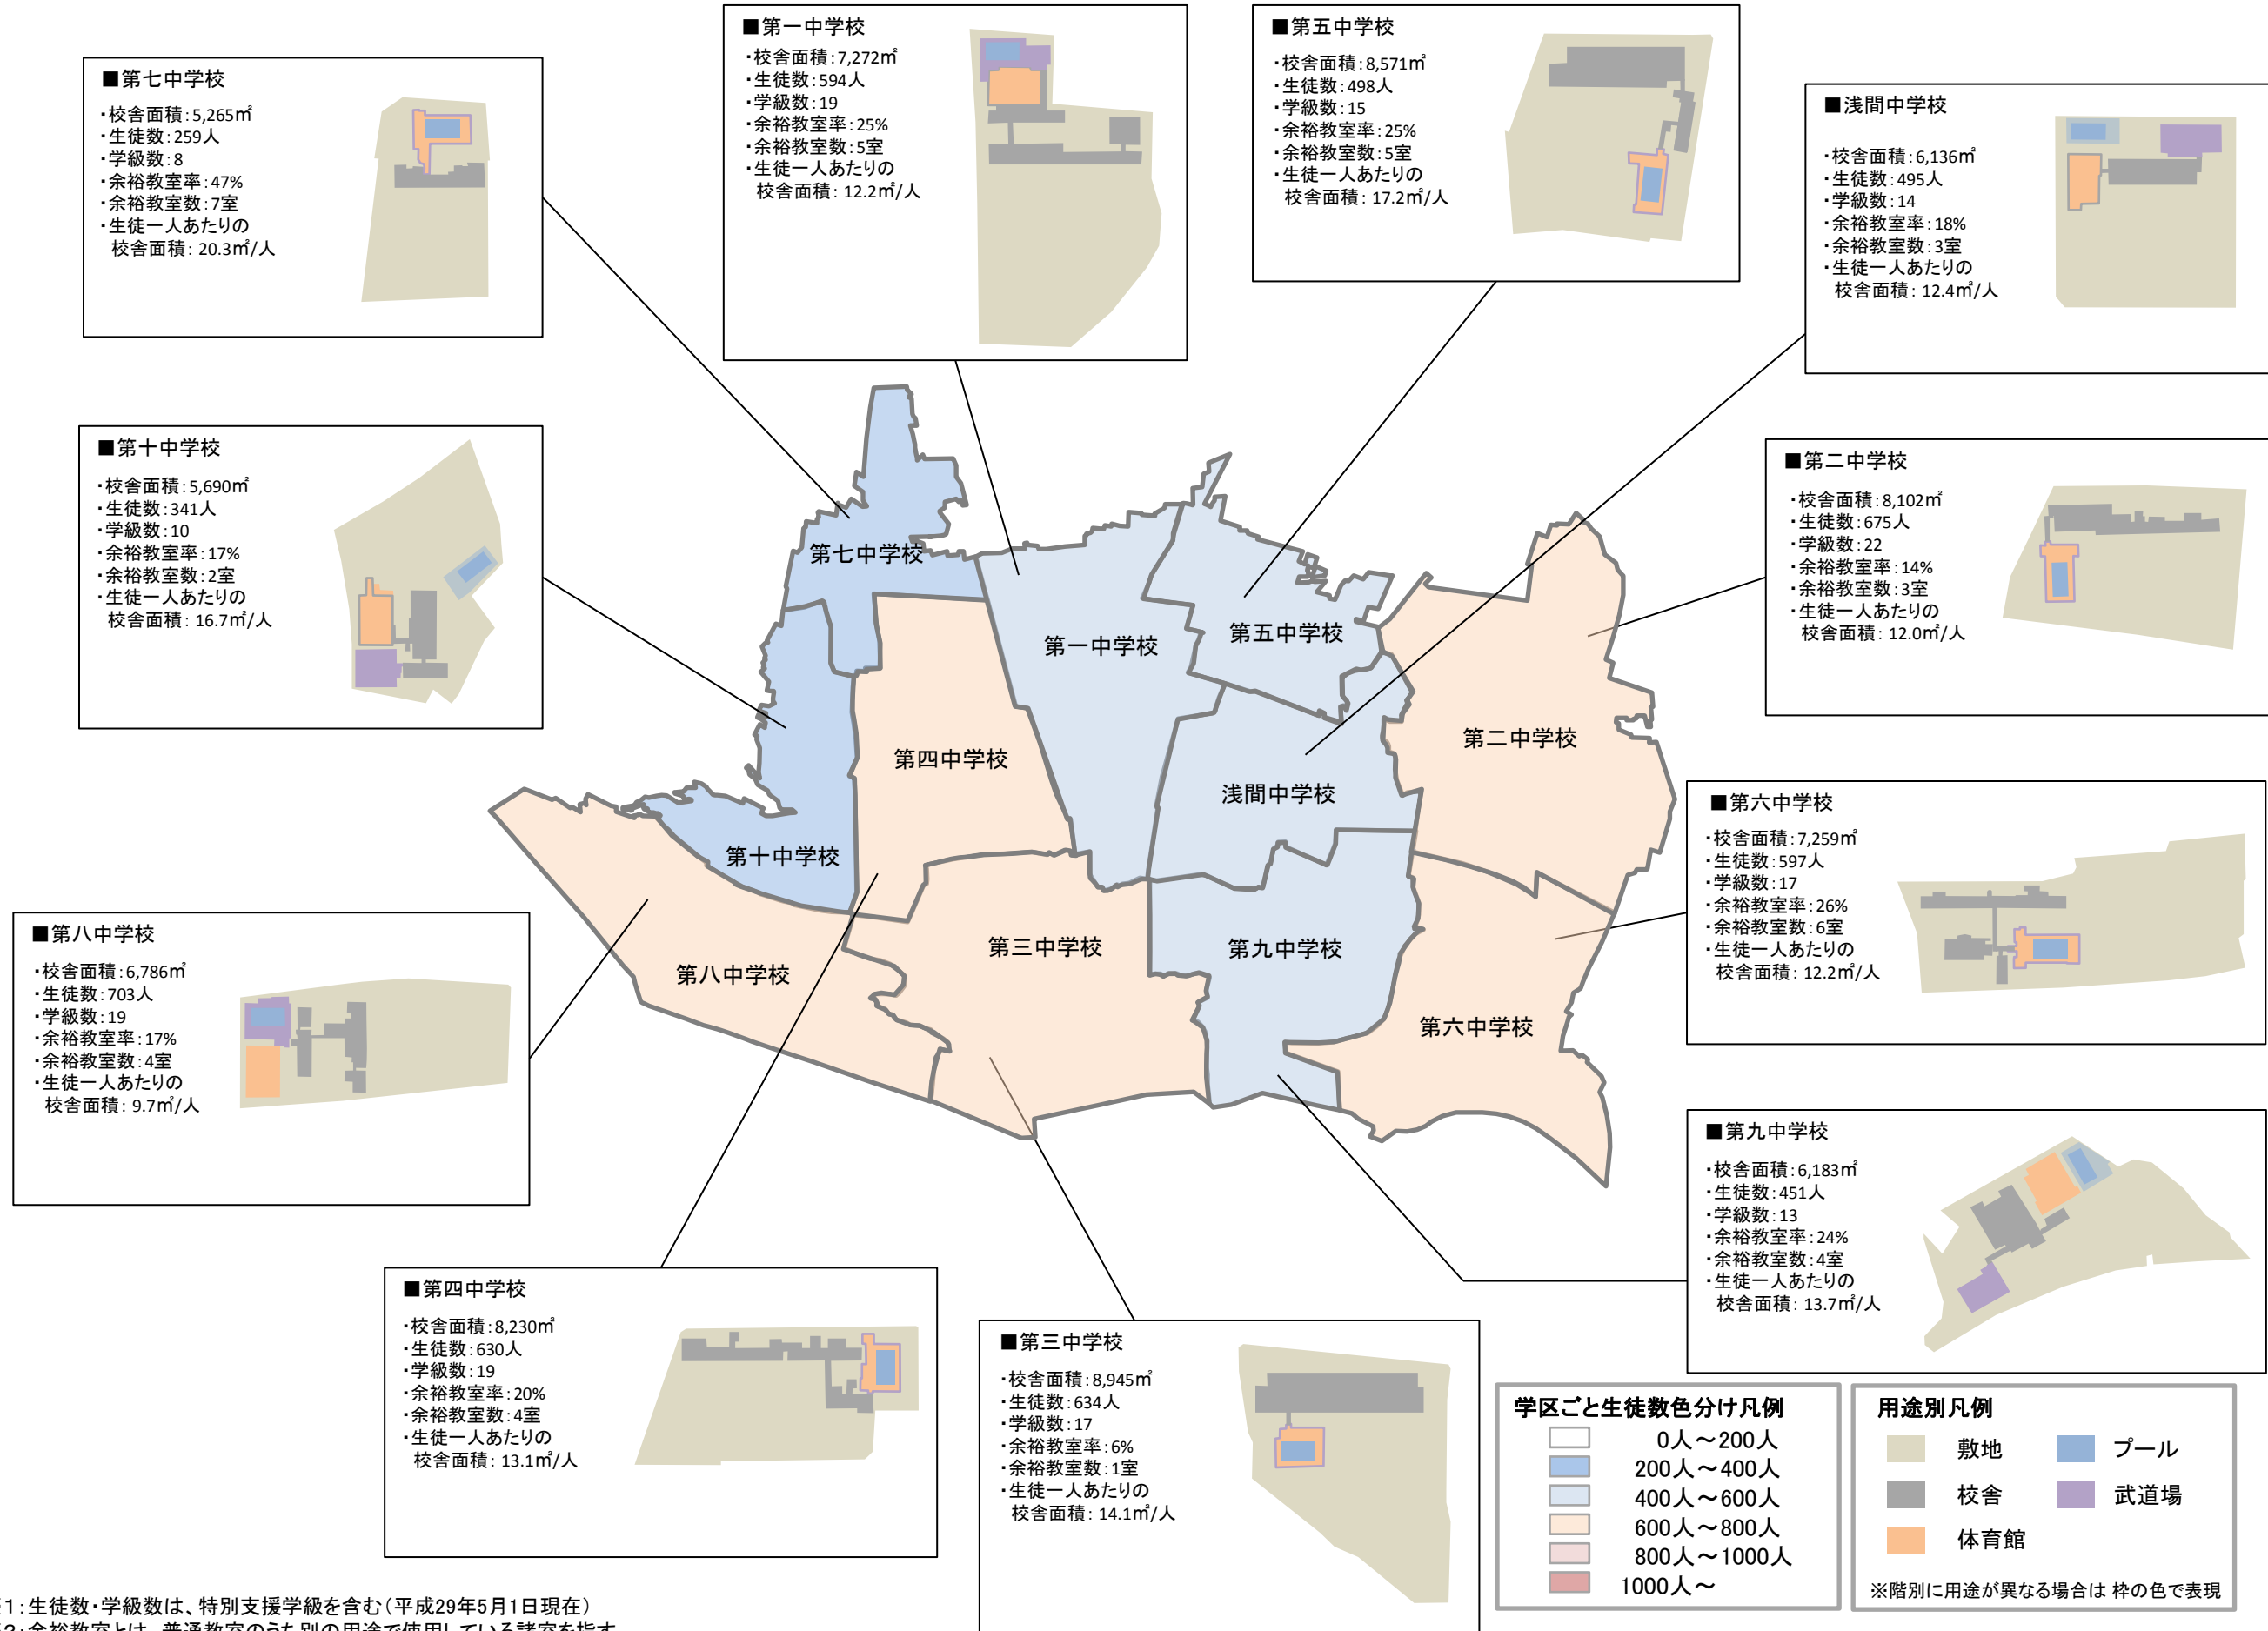 ■第一中学校
・校舎面積:7,272㎡
・生徒数:594人
・学級数:19
・余裕教室率:25%
・余裕教室数:5室
・生徒一人あたりの
校舎面積: 12.2㎡/人
■第五中学校
・校舎面積:8,571㎡
・生徒数:498人
・学級数:15
・余裕教室率:25%
・余裕教室数:5室
・生徒一人あたりの
校舎面積: 17.2㎡/人
■第七中学校
・校舎面積:5,265㎡
・生徒数:259人
・学級数:8
・余裕教室率:47%
・余裕教室数:7室
・生徒一人あたりの
校舎面積: 20.3㎡/人
■浅間中学校
・校舎面積:6,136㎡
・生徒数:495人
・学級数:14
・余裕教室率:18%
・余裕教室数:3室
・生徒一人あたりの
校舎面積: 12.4㎡/人
■第十中学校
・校舎面積:5,690㎡
・生徒数:341人
・学級数:10
・余裕教室率:17%
・余裕教室数:2室
・生徒一人あたりの
校舎面積: 16.7㎡/人
■第二中学校
・校舎面積:8,102㎡
・生徒数:675人
・学級数:22
・余裕教室率:14%
・余裕教室数:3室
・生徒一人あたりの
校舎面積: 12.0㎡/人
第七中学校
第一中学校
第五中学校
第二中学校
第四中学校
浅間中学校
第十中学校
第三中学校
第九中学校
第八中学校
第六中学校
■第六中学校
・校舎面積:7,259㎡
・生徒数:597人
・学級数:17
・余裕教室率:26%
・余裕教室数:6室
・生徒一人あたりの
校舎面積: 12.2㎡/人
■第八中学校
・校舎面積:6,786㎡
・生徒数:703人
・学級数:19
・余裕教室率:17%
・余裕教室数:4室
・生徒一人あたりの
校舎面積: 9.7㎡/人
■第九中学校
・校舎面積:6,183㎡
・生徒数:451人
・学級数:13
・余裕教室率:24%
・余裕教室数:4室
・生徒一人あたりの
校舎面積: 13.7㎡/人
■第四中学校
・校舎面積:8,230㎡
・生徒数:630人
・学級数:19
・余裕教室率:20%
・余裕教室数:4室
・生徒一人あたりの
校舎面積: 13.1㎡/人
■第三中学校
・校舎面積:8,945㎡
・生徒数:634人
・学級数:17
・余裕教室率:6%
・余裕教室数:1室
・生徒一人あたりの
校舎面積: 14.1㎡/人
学区ごと生徒数色分け凡例
0人～200人
200人～400人
400人～600人
600人～800人
800人～1000人
1000人～
用途別凡例
敷地
プール
校舎
武道場
体育館
※階別に用途が異なる場合は 枠の色で表現
1:生徒数・学級数は、特別支援学級を含む(平成29年5月1日現在)
2:余裕教室とは、普通教室のうち別の用途で使用している諸室を指す